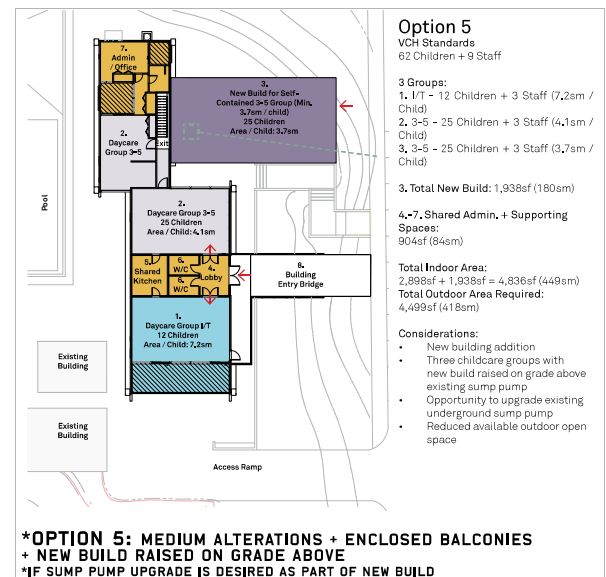 Option 5
VCH Standards
62 Children + 9 Staff
3 Groups:
1. I/T - 12 Children + 3 Staff (7.2sm /
Child)
2. 3-5 - 25 Children + 3 Staff (4.1sm /
Child)
3. 3-5 - 25 Children + 3 Staff (3.7sm /
Child)
3. Total New Build: 1,938sf (180sm)
4.-7. Shared Admin. + Supporting
Spaces:
904sf (84sm)
Total Indoor Area:
2,898sf + 1,938sf = 4,836sf (449sm)
Total Outdoor Area Required:
4,499sf (418sm)
Considerations:
• New building addition
• Three childcare groups with
new build raised on grade above
existing sump pump
• Opportunity to upgrade existing
underground sump pump
• Reduced available outdoor open
space
7.
Admin
/ Office
3.
New Build for Self-
Contained 3-5 Group (Min.
3.7sm / child)
25 Children
Area / Child: 3.7sm
2.
Daycare
Group 3-5
Exit
Pool
2.
Daycare Group 3-5
25 Children
Area / Child: 4.1sm
5.
Shared
Kitchen
6.
W/C
6.
W/C
4.
Lobby
8.
Building
Entry Bridge
1.
Daycare Group I/T
12 Children
Area / Child: 7.2sm
Existing
Building
Existing
Building
Access Ramp
*OPTION 5: MEDIUM ALTERATIONS + ENCLOSED BALCONIES
+ NEW BUILD RAISED ON GRADE ABOVE
*IF SUMP PUMP UPGRADE IS DESIRED AS PART OF NEW BUILD